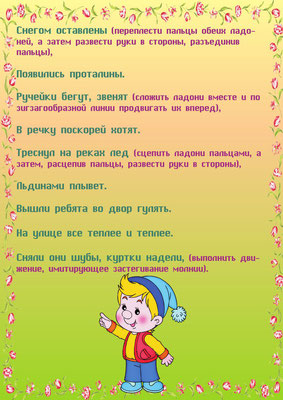 Снегом оставлены (переплести пальцы обеих ладо-
ней, а затем развести руки в стороны, разъединив
пальцы),
Появились проталины.
Ручейки бегут, звенят (сложить ладони вместе и по
зигзагообразной линии продвигать их вперед),
В речку поскорей хотят.
Треснул на реках лед (сцепить ладони пальцами, а
затем, расцепив пальцы, развести руки в стороны),
Льдинами плывет.
Вышли ребята во двор гулять.
На улице все теплее и теплее.
Сняли они шубы, куртки надели, (выполнить дви-
жение, имитирующее застегивание молнии).